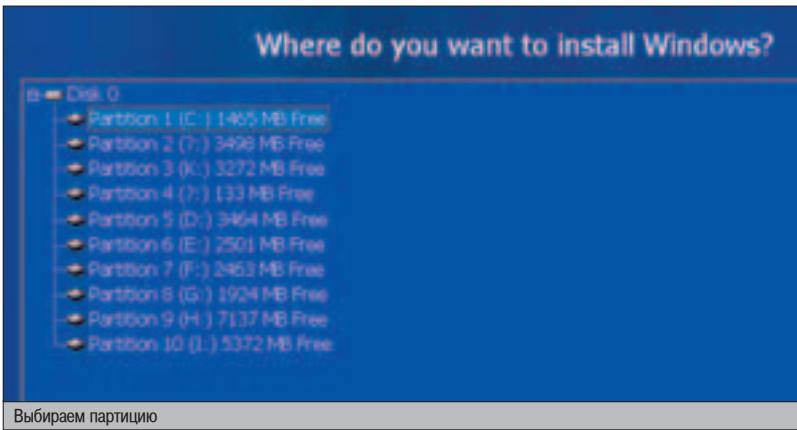 Where do you want to install Windows?
Disk 0
Partition 1 (C:) 1465 MB Free
Partition 2 (?:) 3498 MB Free
Partition 3 (K:) 3272 MB Free
Partition 4 (?:) 133 MB Free
Partition 5 (D:) 3464 MB Free
Partition 6 (E:) 2501 MB Free
Partition 7 (F:) 2463 MB Free
Partition 8 (G:) 1924 MB Free
Partition 9 (H:) 7137 MB Free
Partition 10 (I:) 5372 MB Free
Выбираем партицию